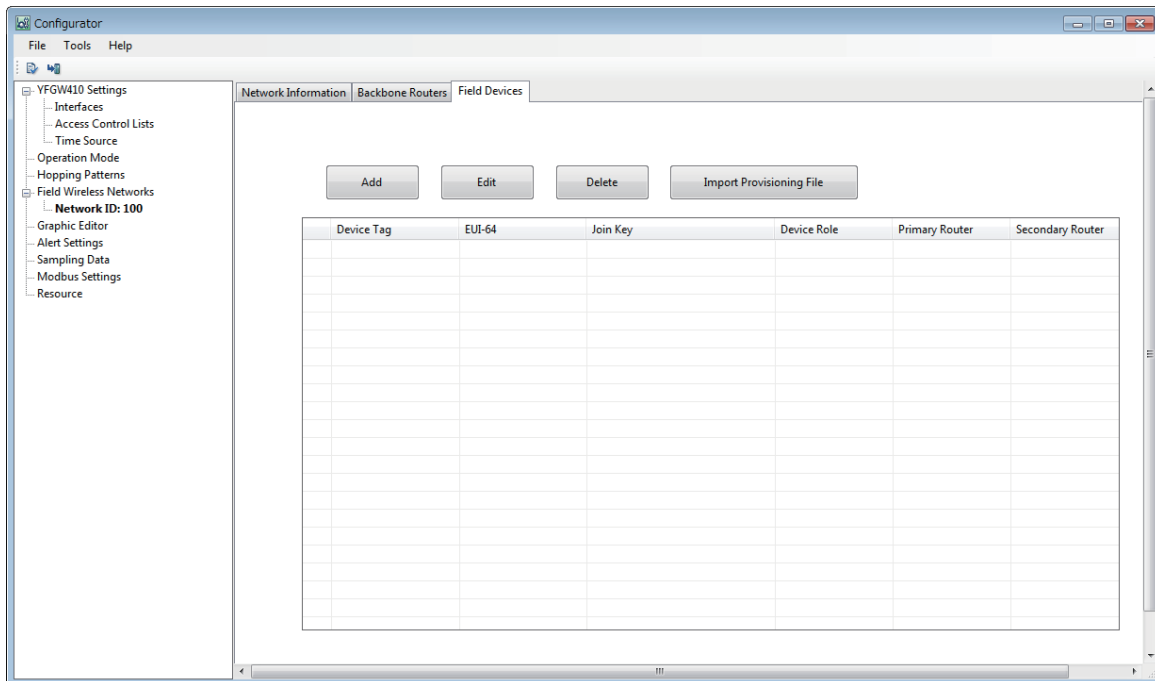 Configurator
File Tools Help
YFGW410 Settings
Interfaces
Access Control Lists
Time Source
Operation Mode
Hopping Patterns
Field Wireless Networks
Network ID: 100
Graphic Editor
Alert Settings
Sampling Data
Modbus Settings
Resource
Network Information Backbone Routers Field Devices
Add Edit Delete Import Provisioning File
Device Tag EUI-64 Join Key Device Role Primary Router Secondary Router